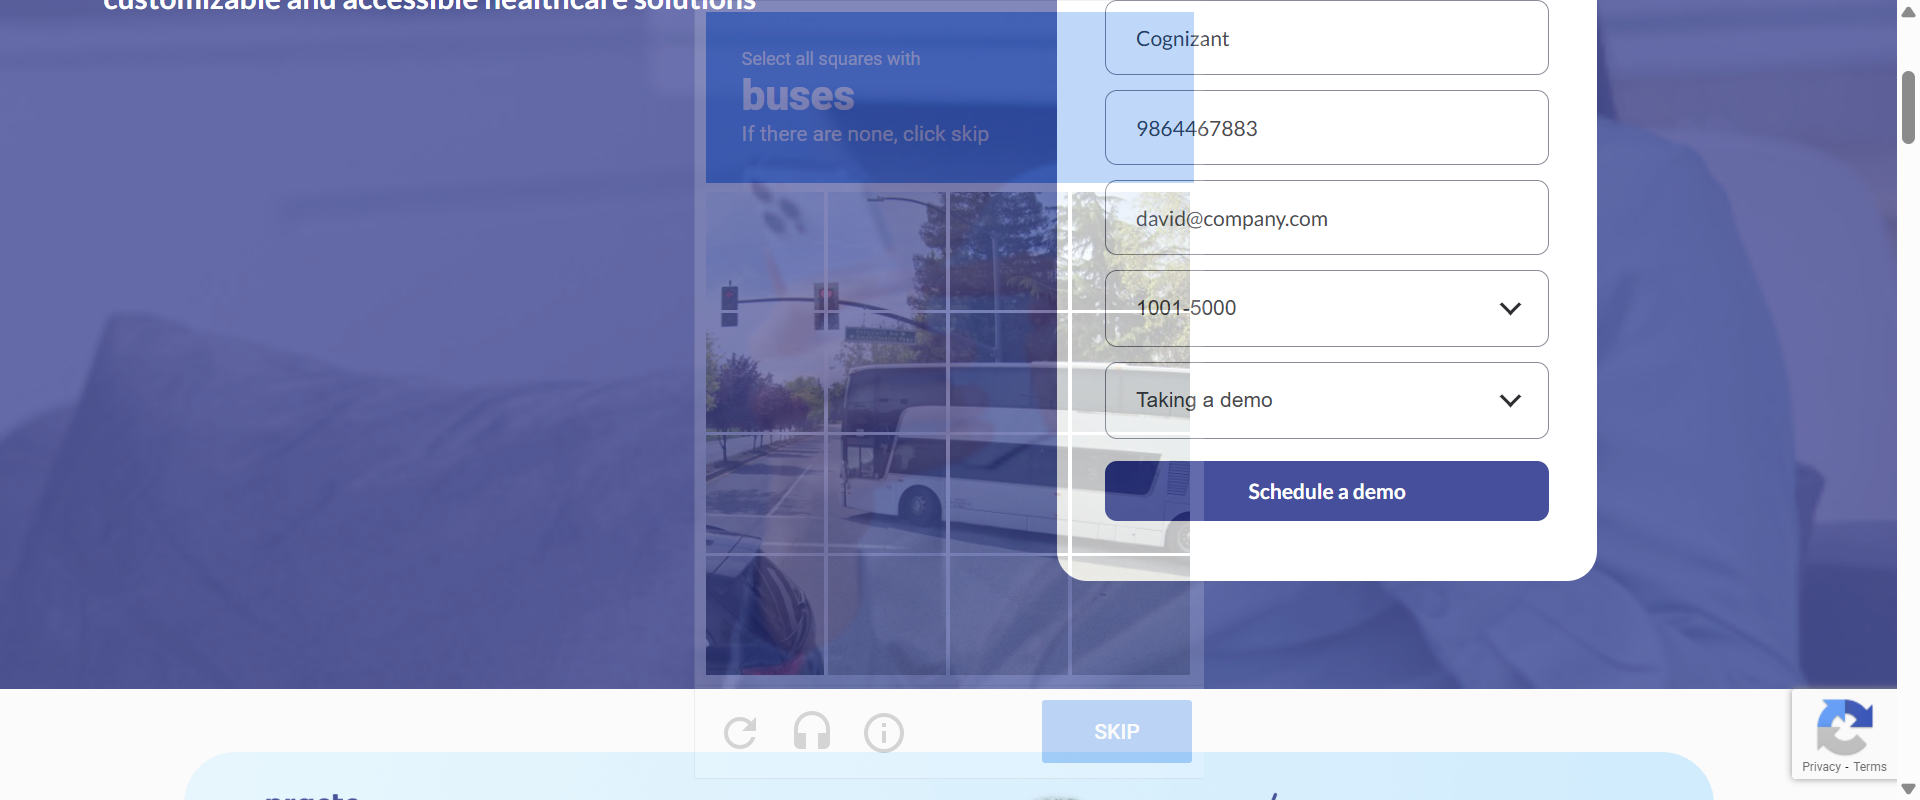 customizable and accessible healthcare solutions
Select all squares with
buses
If there are none, click skip
Cognizant
9864467883
david@company.com
1001-5000
Taking a demo
Schedule a demo
SKIP
Privacy - Terms